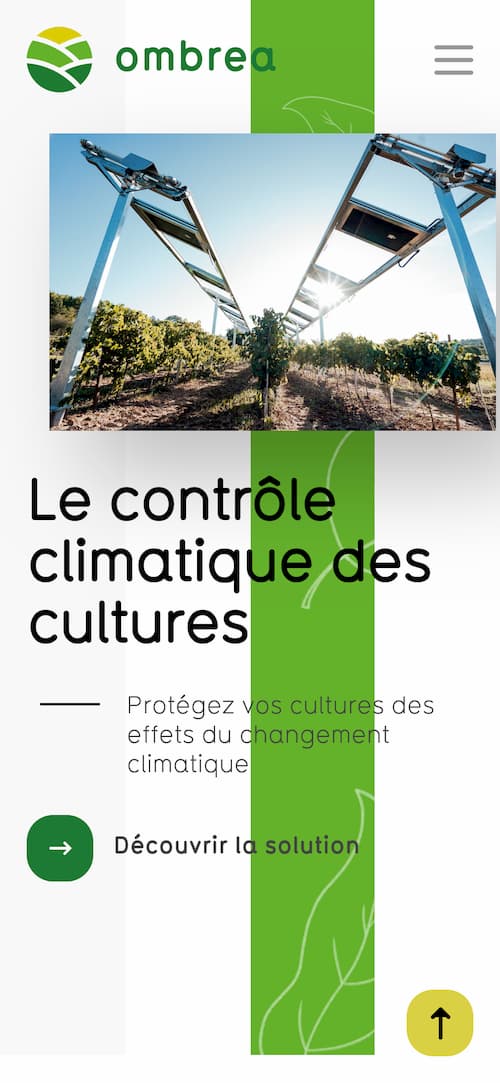 ombrea
Le contrôle
climatique des
cultures
Protégez vos cultures des
effets du changement
climatique
Découvrir la solution